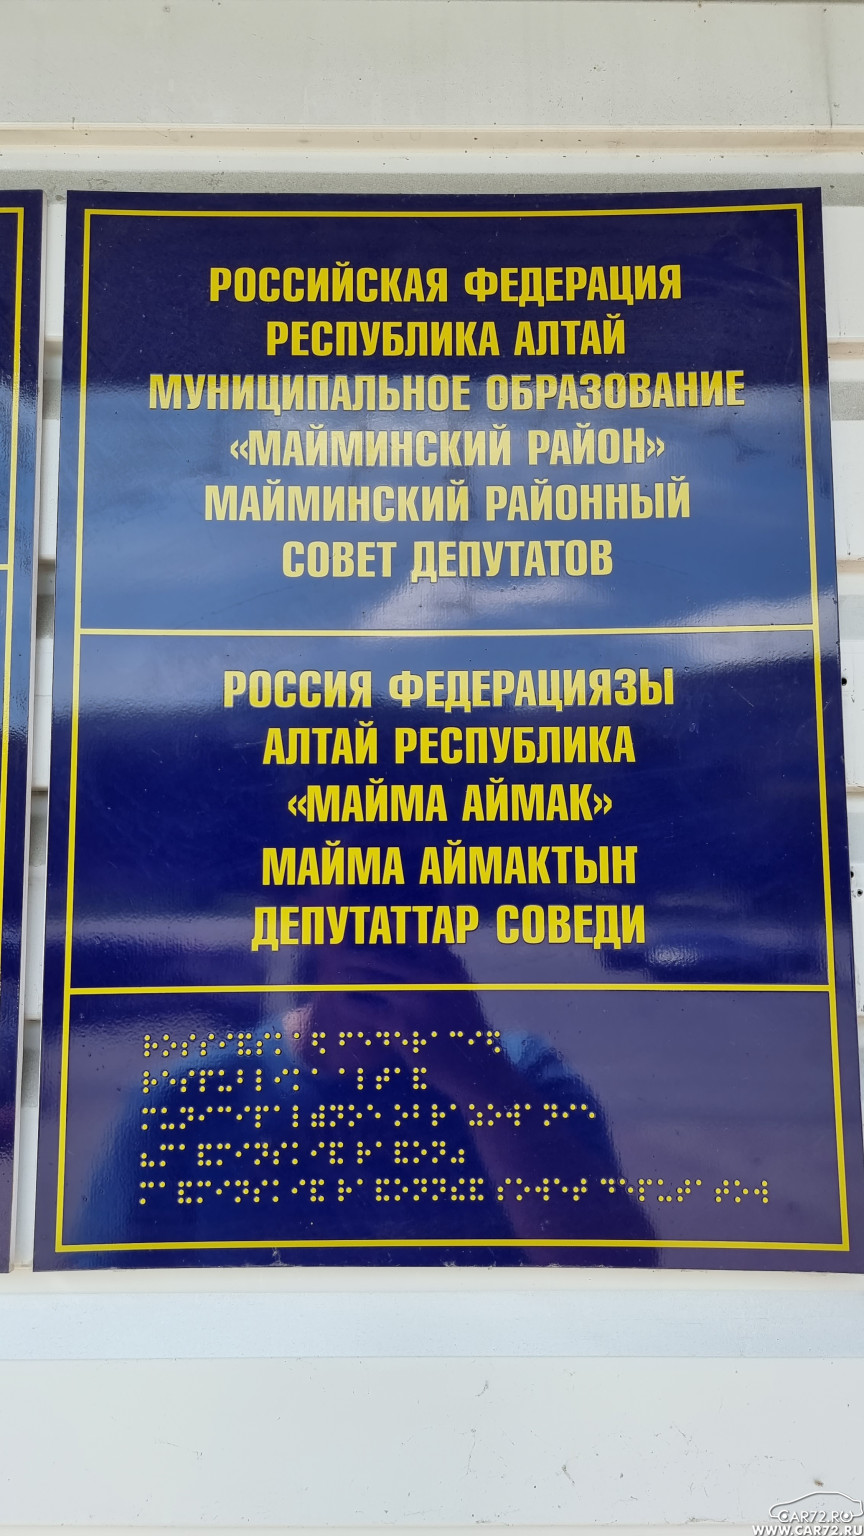 РОССИЙСКАЯ ФЕДЕРАЦИЯ
РЕСПУБЛИКА АЛТАЙ
МУНИЦИПАЛЬНОЕ ОБРАЗОВАНИЕ
«МАЙМИНСКИЙ РАЙОН»
МАЙМИНСКИЙ РАЙОННЫЙ
СОВЕТ ДЕПУТАТОВ
РОССИЯ ФЕДЕРАЦИЯЗЫ
АЛТАЙ РЕСПУБЛИКА
«МАЙМА АЙМАК»
МАЙМА АЙМАКТЫҤ
ДЕПУТАТТАР СОВЕДИ
CAR72.RU
WWW.CAR72.RU